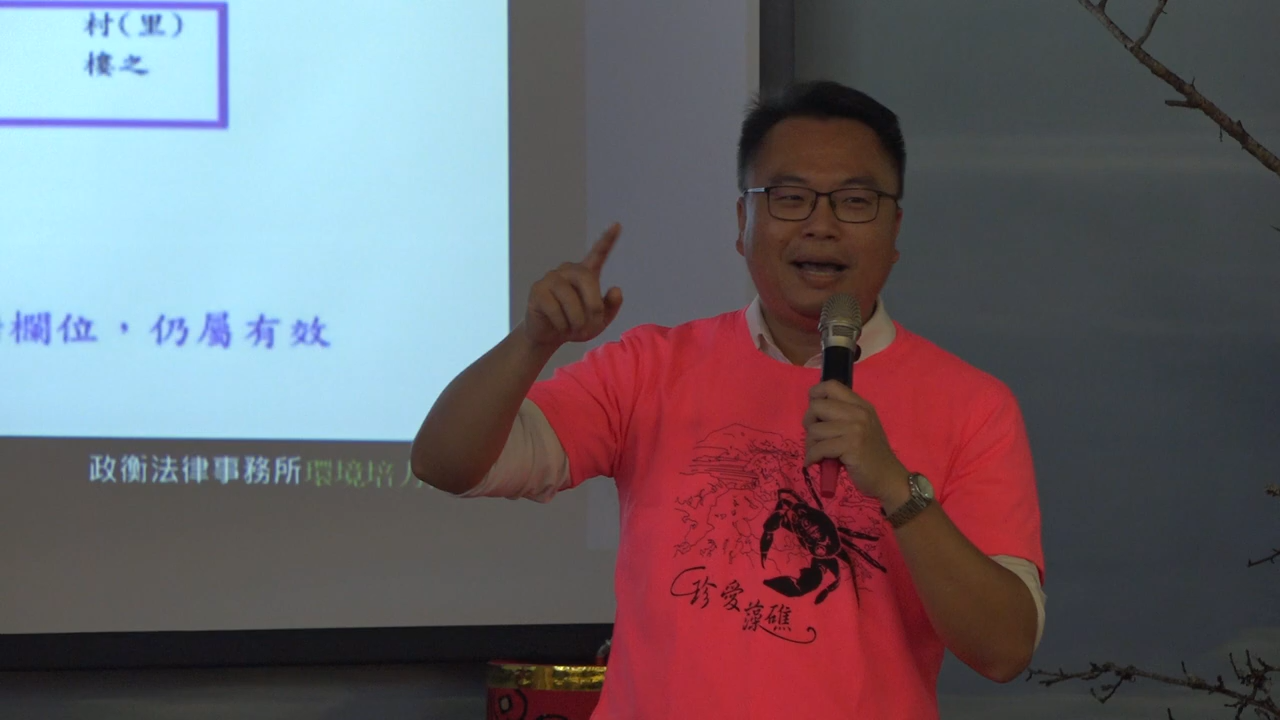 村(里)
樓之
欄位，仍屬有效
政衡法律事務所環境培力
珍愛
藻礁